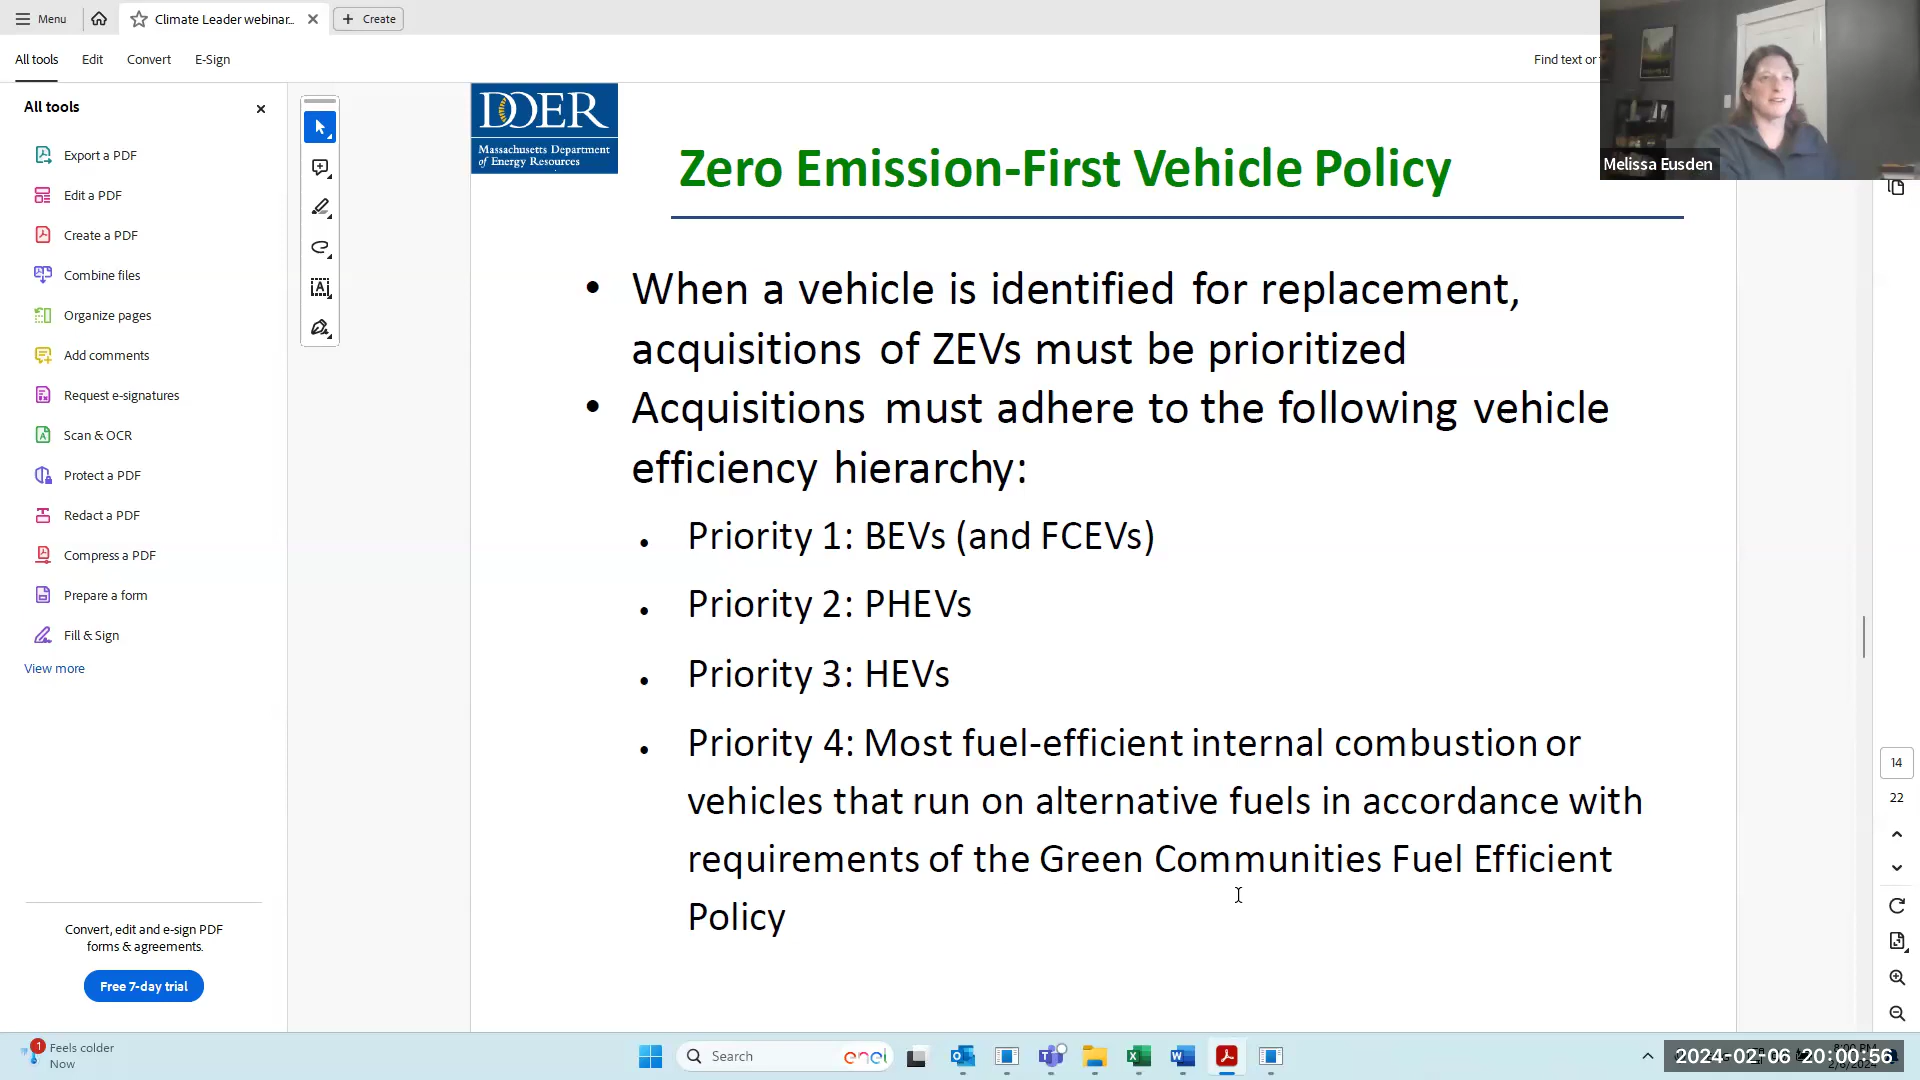 Menu
Climate Leader webinar...
Create
All tools
Edit
Convert
E-Sign
Find text or
Melissa Eusden
All tools
Export a PDF
Edit a PDF
Create a PDF
Combine files
Organize pages
Add comments
Request e-signatures
Scan & OCR
Protect a PDF
Redact a PDF
Compress a PDF
Prepare a form
Fill & Sign
View more
Convert, edit and e-sign PDF
forms & agreements.
Free 7-day trial
DOER
Massachusetts Department
of Energy Resources
Zero Emission-First Vehicle Policy
• When a vehicle is identified for replacement,
acquisitions of ZEVs must be prioritized
• Acquisitions must adhere to the following vehicle
efficiency hierarchy:
• Priority 1: BEVs (and FCEVs)
• Priority 2: PHEVs
• Priority 3: HEVs
• Priority 4: Most fuel-efficient internal combustion or
vehicles that run on alternative fuels in accordance with
requirements of the Green Communities Fuel Efficient
Policy
14
22
1
Feels colder
Now
Search
enel
2024-02-06 20:00:56